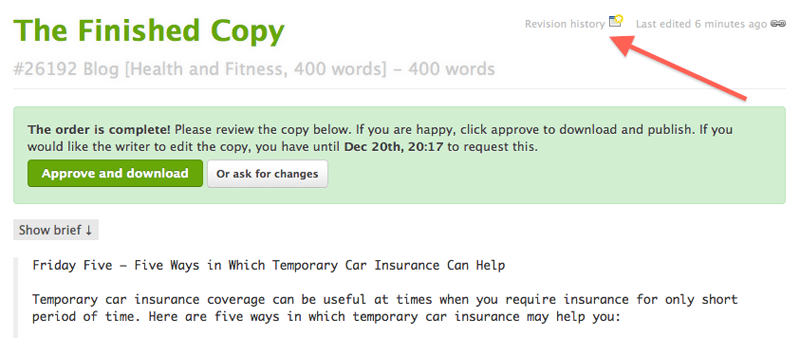 The Finished Copy
Revision history
Last edited 6 minutes ago
#26192 Blog [Health and Fitness, 400 words] – 400 words
The order is complete! Please review the copy below. If you are happy, click approve to download and publish. If you
would like the writer to edit the copy, you have until Dec 20th, 20:17 to request this.
Approve and download
Or ask for changes
Show brief ↓
Friday Five – Five Ways in Which Temporary Car Insurance Can Help
Temporary car insurance coverage can be useful at times when you require insurance for only short
period of time. Here are five ways in which temporary car insurance may help you: